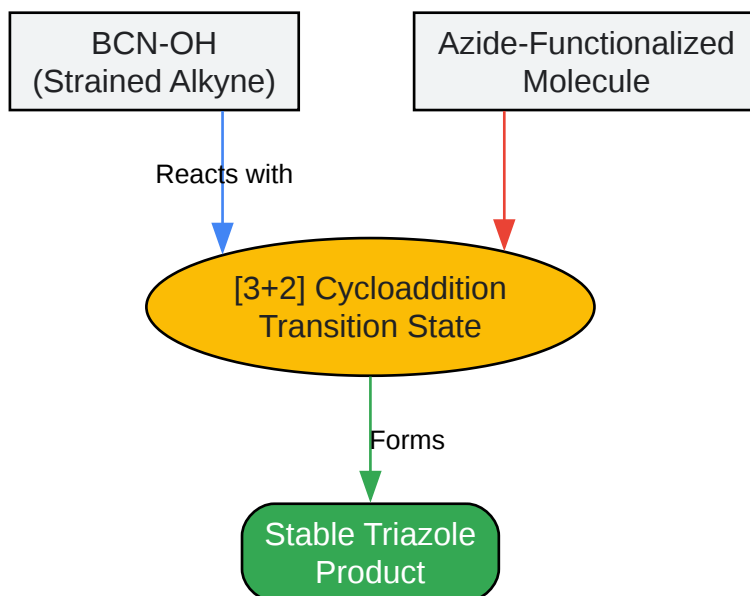 BCN-OH
(Strained Alkyne)
Azide-Functionalized
Molecule
Reacts with
[3+2] Cycloaddition
Transition State
Forms
Stable Triazole
Product